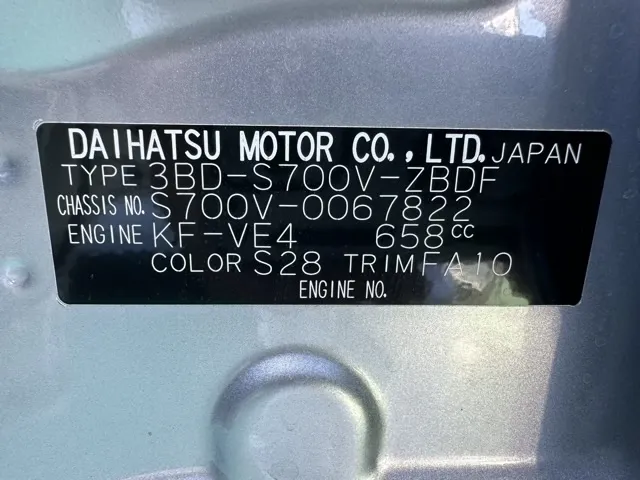 DAIHATSU MOTOR CO., LTD. JAPAN
TYPE 3BD-S700V-ZBDF
CHASSIS NO. S700V-0067822
ENGINE KF-VE4 658CC
COLOR S28 TRIM FA10
ENGINE NO.